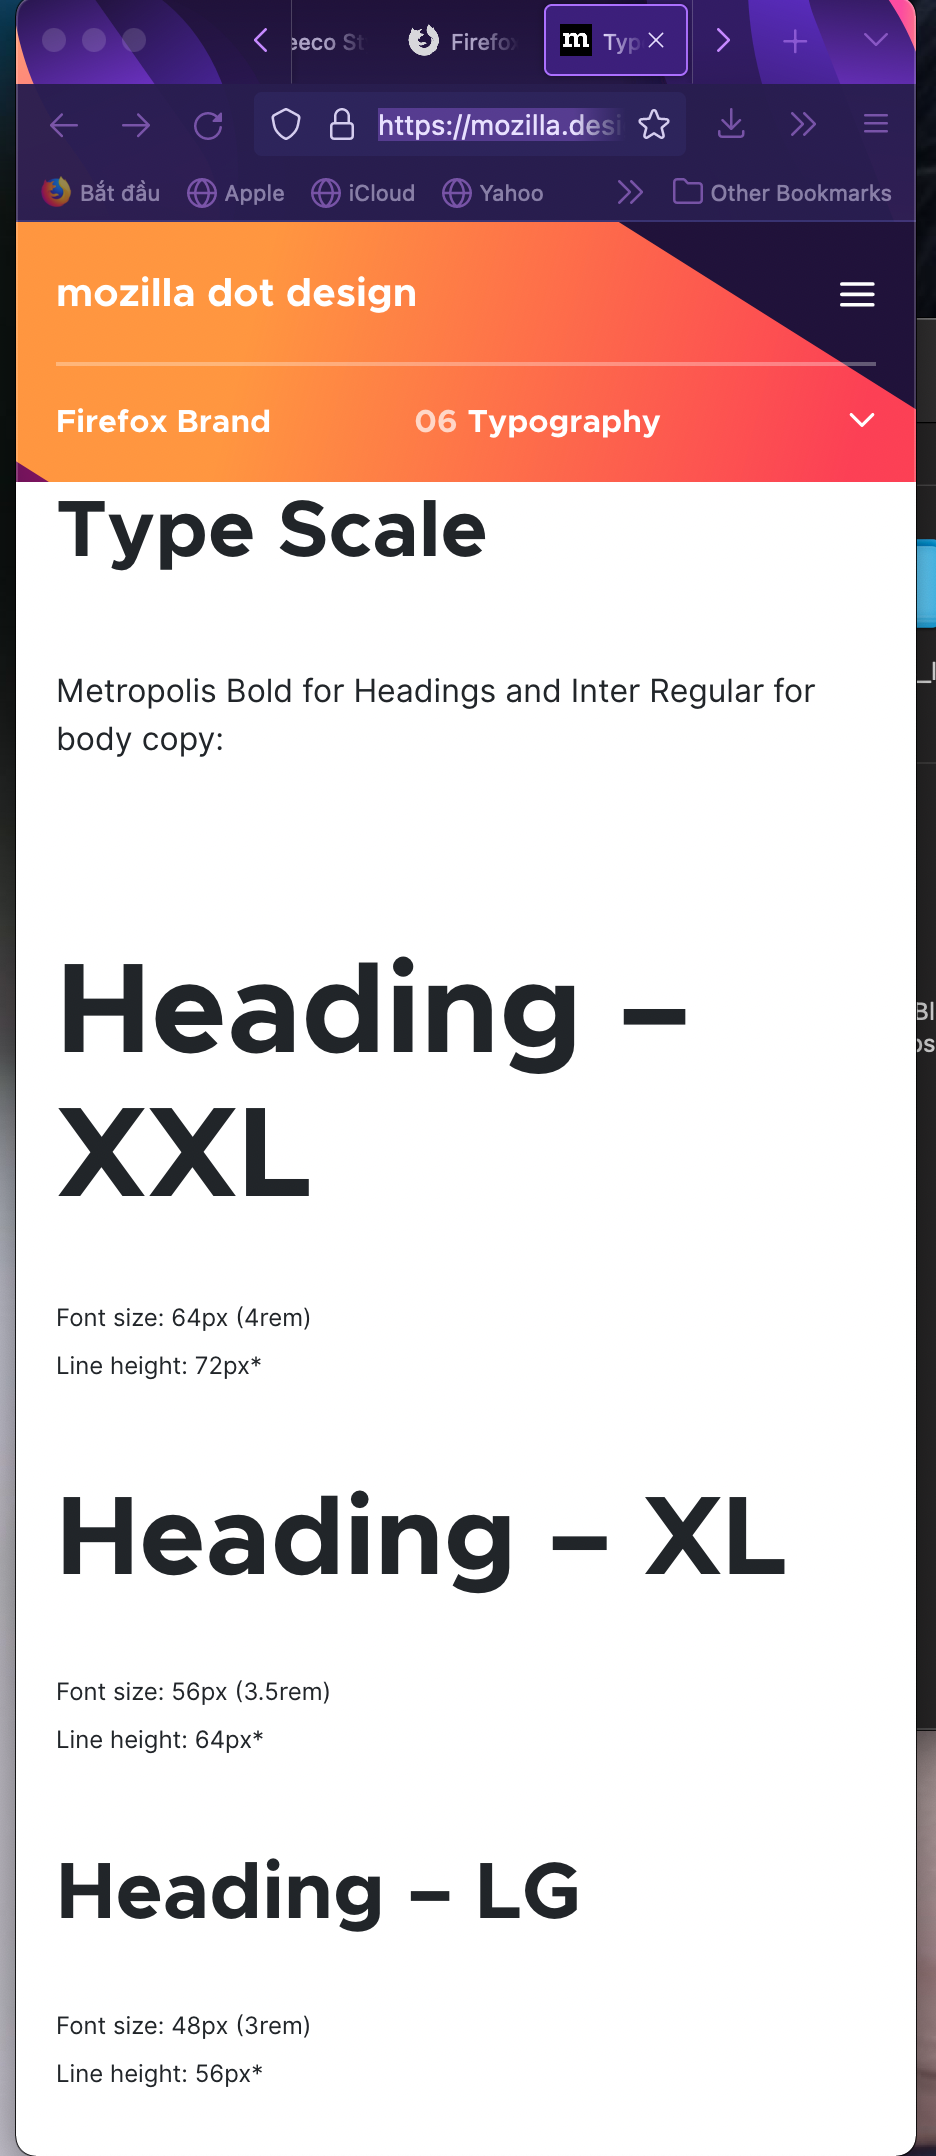 Firefo
m
Typ
https://mozilla.desi
Bắt đầu
Apple
iCloud
Yahoo
Other Bookmarks
mozilla dot design
Firefox Brand
06 Typography
Type Scale
Metropolis Bold for Headings and Inter Regular for
body copy:
Heading –
XXL
Font size: 64px (4rem)
Line height: 72px*
Heading – XL
Font size: 56px (3.5rem)
Line height: 64px*
Heading – LG
Font size: 48px (3rem)
Line height: 56px*